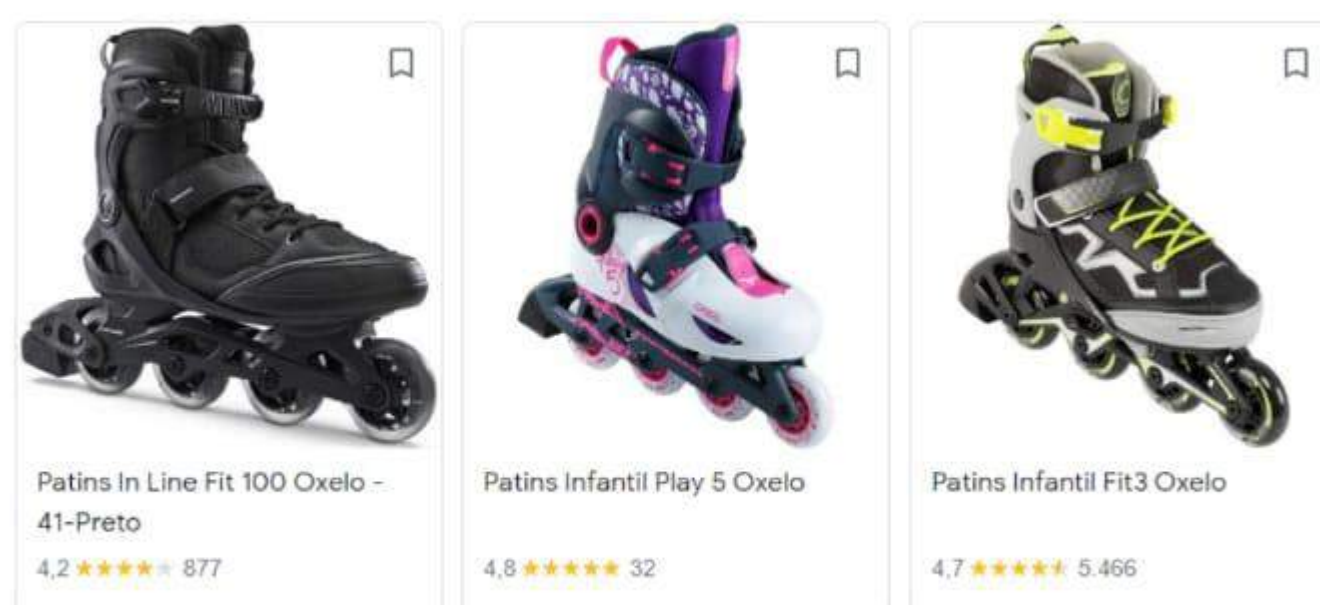 Patins In Line Fit 100 Oxelo -
41-Preto
4,2 877
Patins Infantil Play 5 Oxelo
4,8 32
Patins Infantil Fit3 Oxelo
4,7 5.466